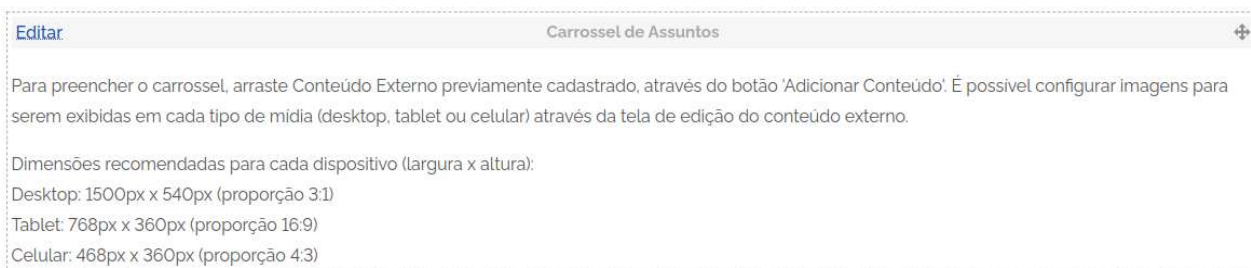 Editar
Carrossel de Assuntos
Para preencher o carrossel, arraste Conteúdo Externo previamente cadastrado, através do botão 'Adicionar Conteúdo'. É possível configurar imagens para
serem exibidas em cada tipo de mídia (desktop, tablet ou celular) através da tela de edição do conteúdo externo.
Dimensões recomendadas para cada dispositivo (largura x altura):
Desktop: 1500px x 540px (proporção 3:1)
Tablet: 768px x 360px (proporção 16:9)
Celular: 468px x 360px (proporção 4:3)